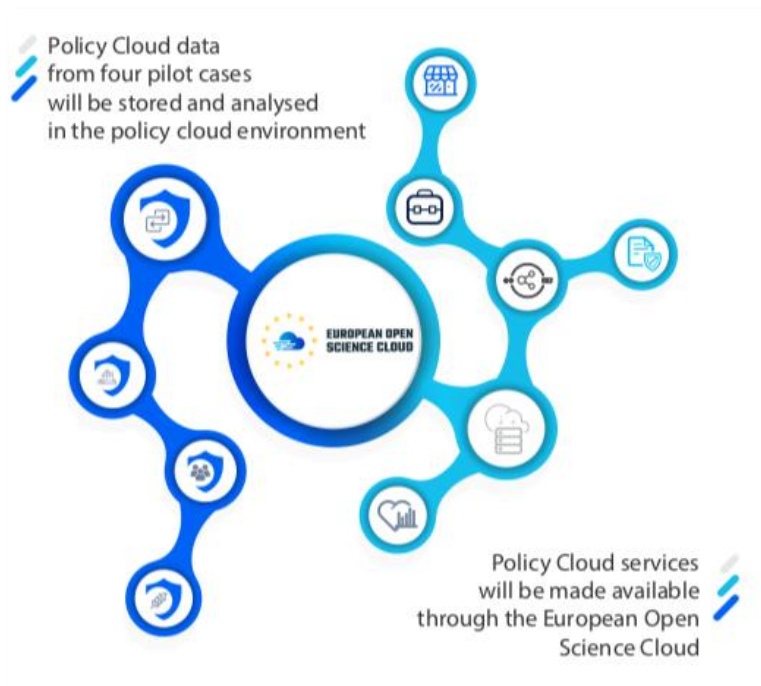 Policy Cloud data
from four pilot cases
will be stored and analysed
in the policy cloud environment
EUROPEAN OPEN
SCIENCE CLOUD
Policy Cloud services
will be made available
through the European Open
Science Cloud